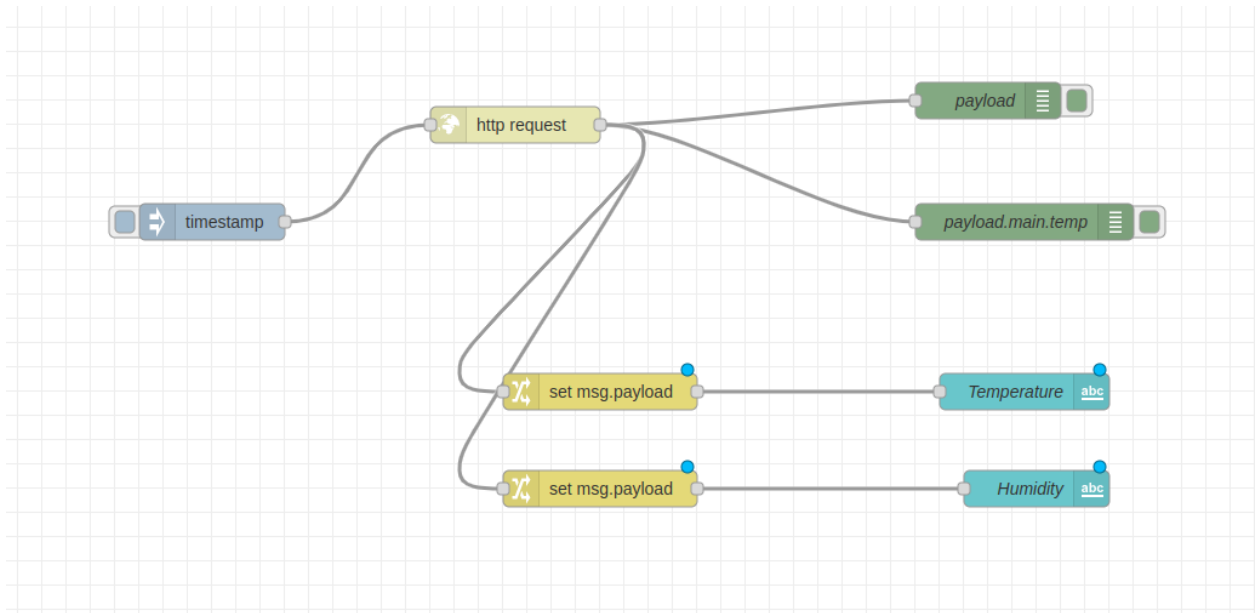 payload
http request
timestamp
payload.main.temp
set msg.payload
Temperature
abc
set msg.payload
Humidity
abc